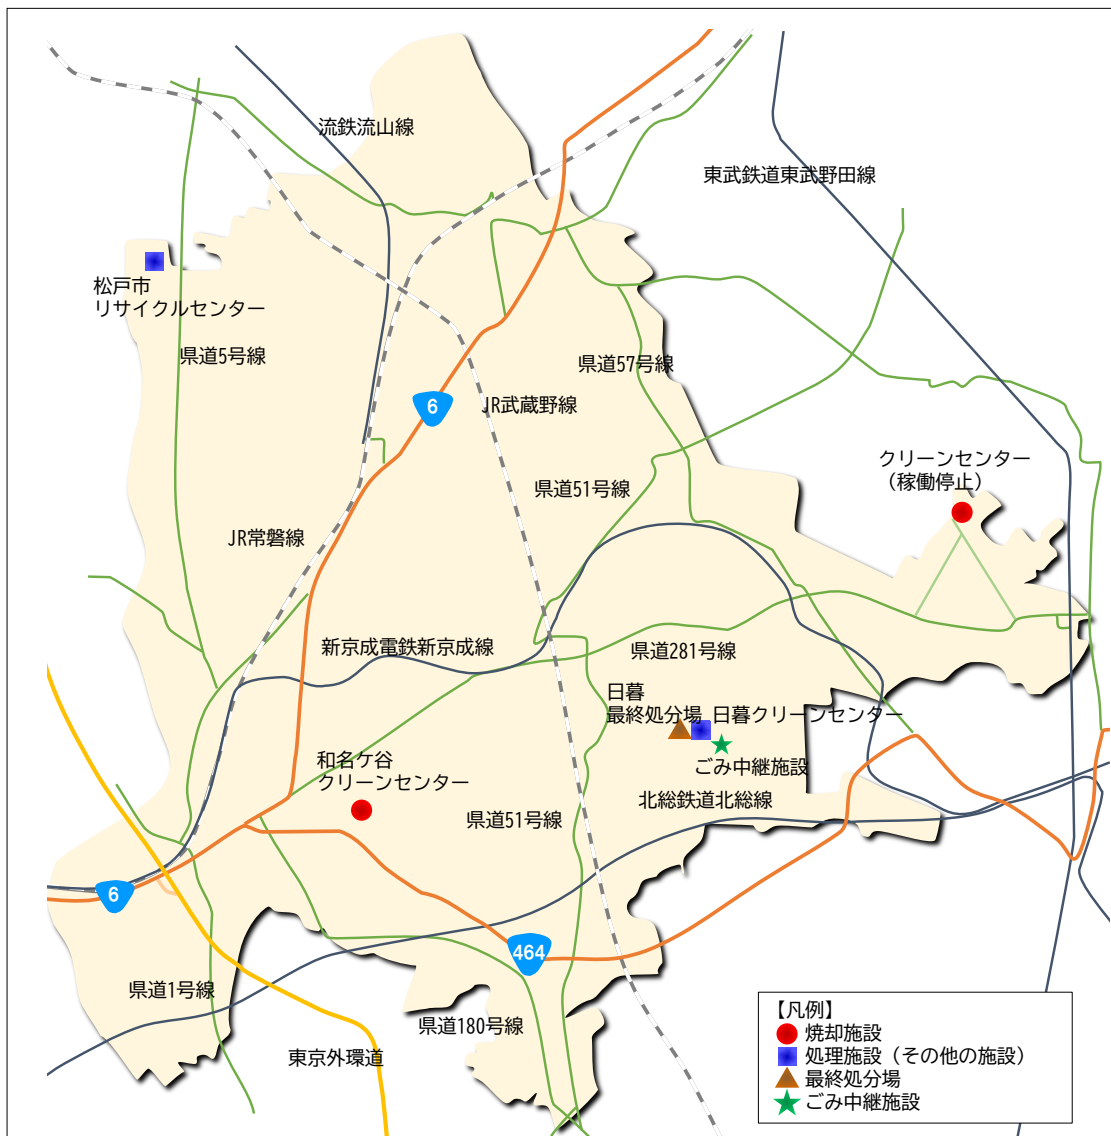 流鉄流山線
東武鉄道東武野田線
松戸市
リサイクルセンター
県道5号線
県道57号線
6
JR武蔵野線
クリーンセンター
（稼働停止）
県道51号線
JR常磐線
新京成電鉄新京成線
県道281号線
日暮
最終処分場
日暮クリーンセンター
和名ケ谷
クリーンセンター
ごみ中継施設
北総鉄道北総線
県道51号線
6
464
県道1号線
県道180号線
東京外環道
【凡例】
焼却施設
処理施設（その他の施設）
最終処分場
ごみ中継施設